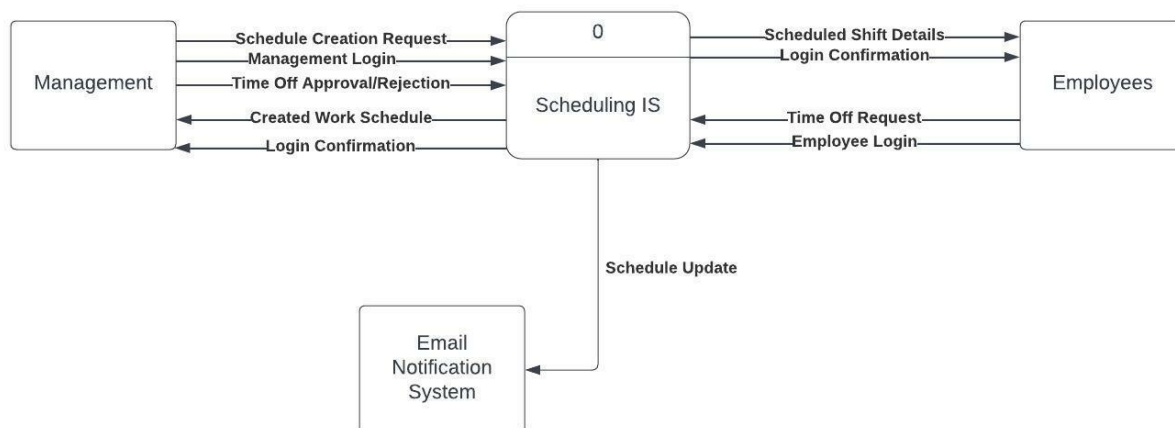 Management
Schedule Creation Request
Management Login
Time Off Approval/Rejection
Created Work Schedule
Login Confirmation
0
Scheduling IS
Scheduled Shift Details
Login Confirmation
Time Off Request
Employee Login
Employees
Schedule Update
Email
Notification
System